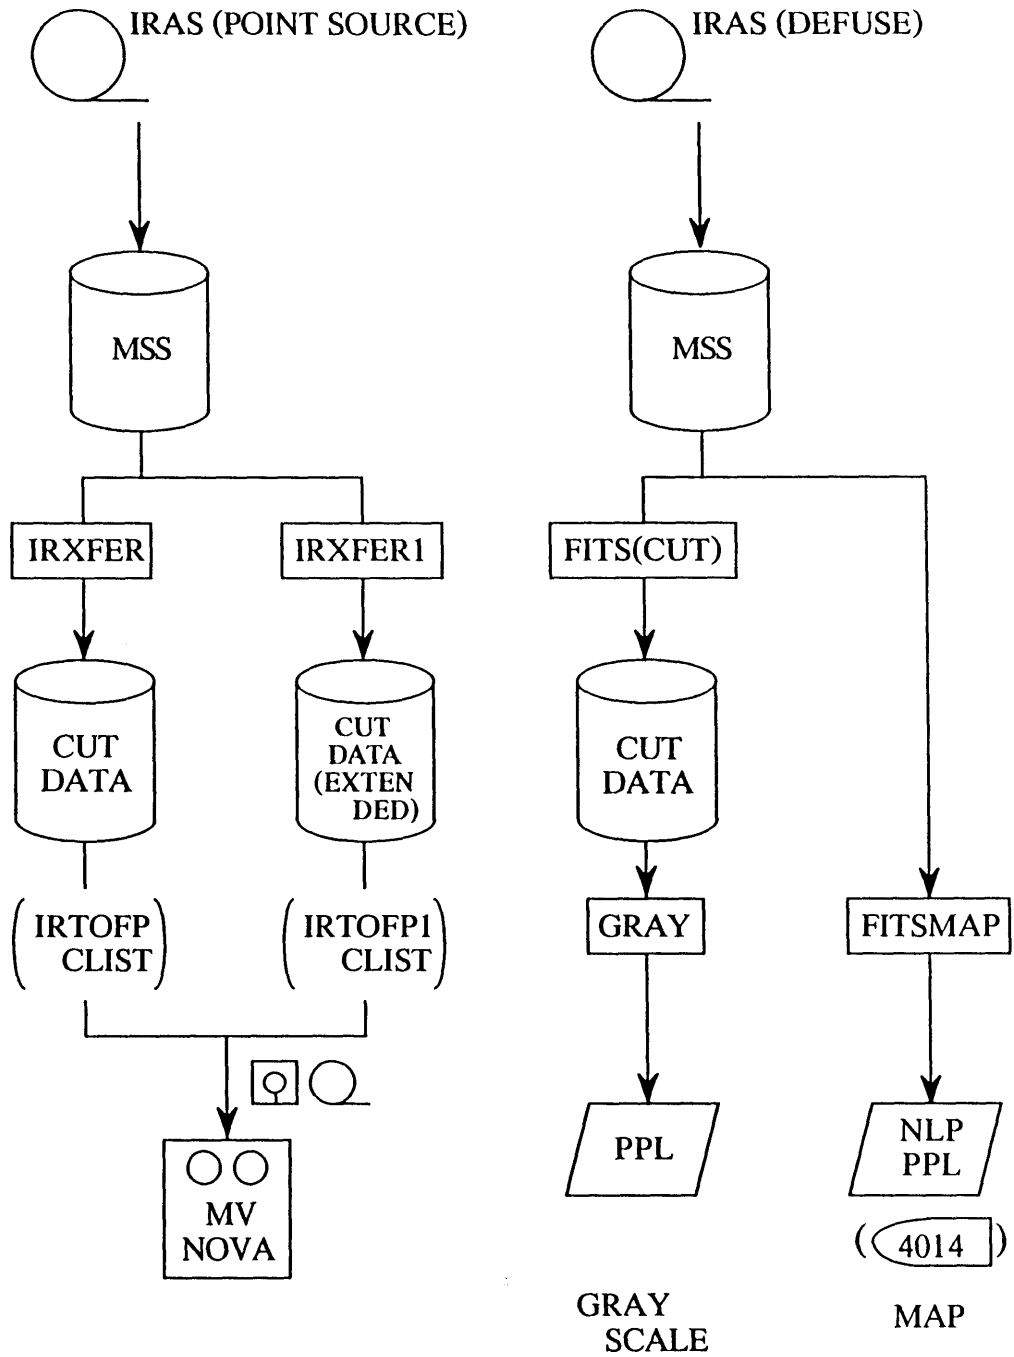 IRAS (POINT SOURCE)
IRAS (DEFUSE)
MSS
MSS
IRXFER
IRXFER1
FITS(CUT)
CUT
DATA
CUT
DATA
(EXTEN
DED)
CUT
DATA
(IRTOFP
CLIST)
(IRTOFP1
CLIST)
GRAY
FITSMAP
MV
NOVA
PPL
NLP
PPL
(4014)
GRAY
SCALE
MAP